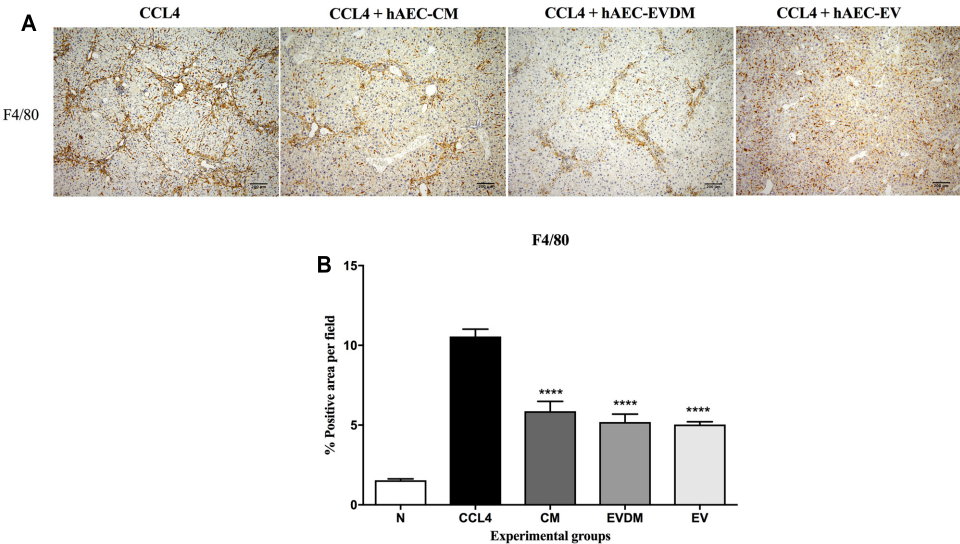 A
CCL4
CCL4 + hAEC-CM
CCL4 + hAEC-EVDM
CCL4 + hAEC-EV
F4/80
B
F4/80
% Positive area per field
15
10
5
0
****
****
****
N
CCL4
CM
EVDM
EV
Experimental groups